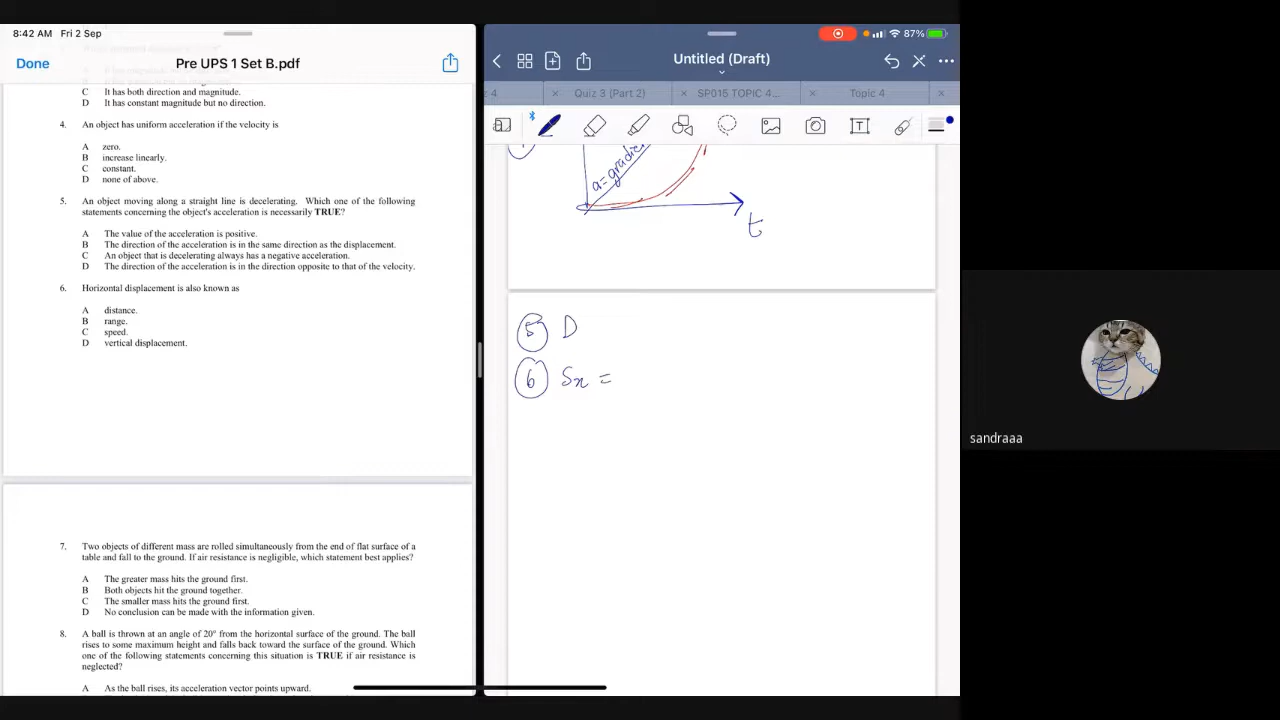 8:42 AM Fri 2 Sep
Done
Pre UPS 1 Set B.pdf
C It has both direction and magnitude.
D It has constant magnitude but no direction.
4. An object has uniform acceleration if the velocity is
A zero.
B increase linearly.
C constant.
D none of above.
5. An object moving along a straight line is decelerating. Which one of the following
statements concerning the object's acceleration is necessarily TRUE?
A The value of the acceleration is positive.
B The direction of the acceleration is in the same direction as the displacement.
C An object that is decelerating always has a negative acceleration.
D The direction of the acceleration is in the direction opposite to that of the velocity.
6. Horizontal displacement is also known as
A distance.
B range.
C speed.
D vertical displacement.
7. Two objects of different mass are rolled simultaneously from the end of flat surface of a
table and fall to the ground. If air resistance is negligible, which statement best applies?
A The greater mass hits the ground first.
B Both objects hit the ground together.
C The smaller mass hits the ground first.
D No conclusion can be made with the information given.
8. A ball is thrown at an angle of 20° from the horizontal surface of the ground. The ball
rises to some maximum height and falls back toward the surface of the ground. Which
one of the following statements concerning this situation is TRUE if air resistance is
neglected?
A As the ball rises, its acceleration vector points upward.
87%
Untitled (Draft)
z 4
Quiz 3 (Part 2)
SP015 TOPIC 4...
Topic 4
T
a = gradien
t
5 D
6 Sx =
sandraaa